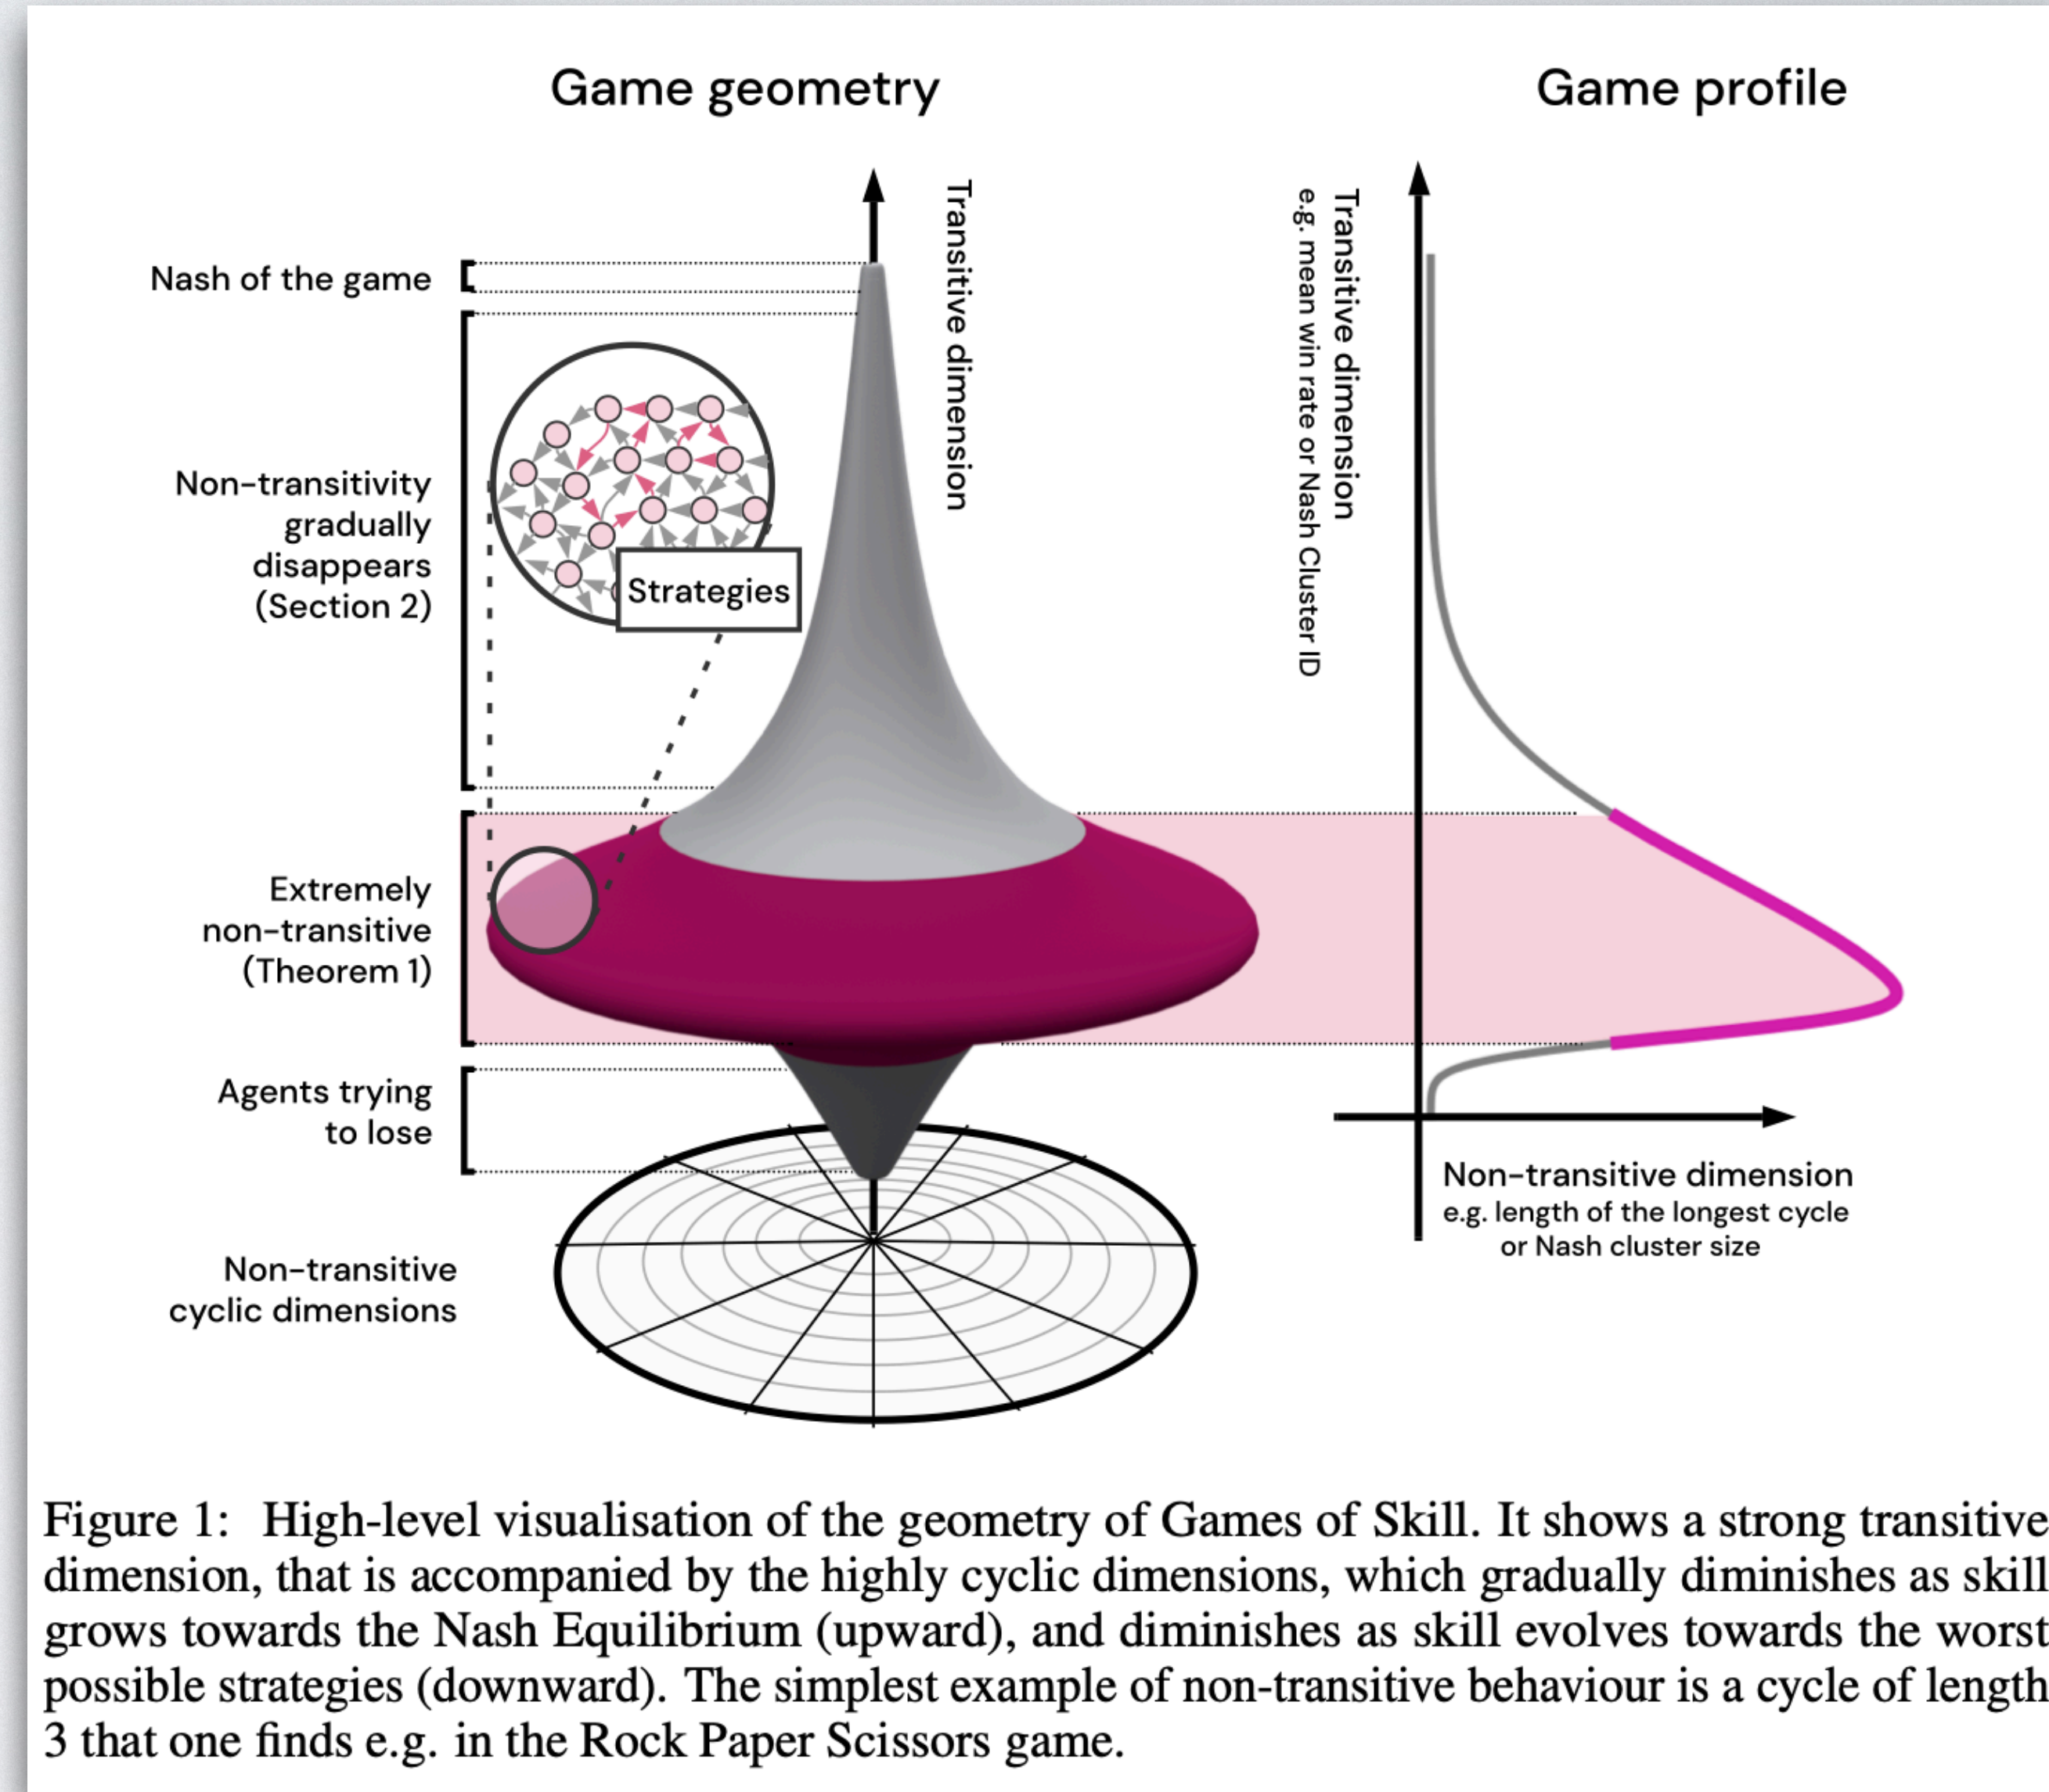 Game geometry
Game profile
Transitive dimension
Transitive dimension
e.g. mean win rate or Nash Cluster ID
Nash of the game
Non-transitivity
gradually
disappears
(Section 2)
Strategies
Extremely
non-transitive
(Theorem 1)
Agents trying
to lose
Non-transitive
cyclic dimensions
Non-transitive dimension
e.g. length of the longest cycle
or Nash cluster size
Figure 1: High-level visualisation of the geometry of Games of Skill. It shows a strong transitive
dimension, that is accompanied by the highly cyclic dimensions, which gradually diminishes as skill
grows towards the Nash Equilibrium (upward), and diminishes as skill evolves towards the worst
possible strategies (downward). The simplest example of non-transitive behaviour is a cycle of length
3 that one finds e.g. in the Rock Paper Scissors game.